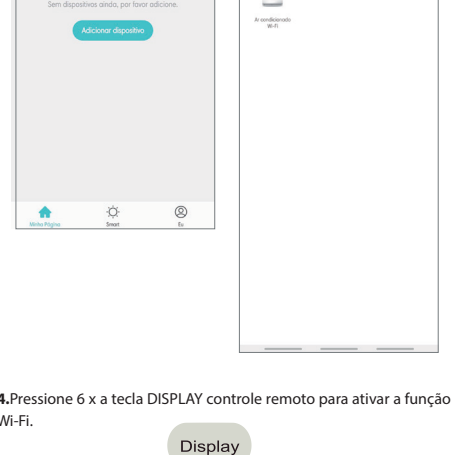 Sem dispositivos ainda, por favor adicione.
Adicionar dispositivo
Ar condicionado
Wi-Fi
Minha Página
Smart
Eu
4.Pressione 6 x a tecla DISPLAY controle remoto para ativar a função
Wi-Fi.
Display